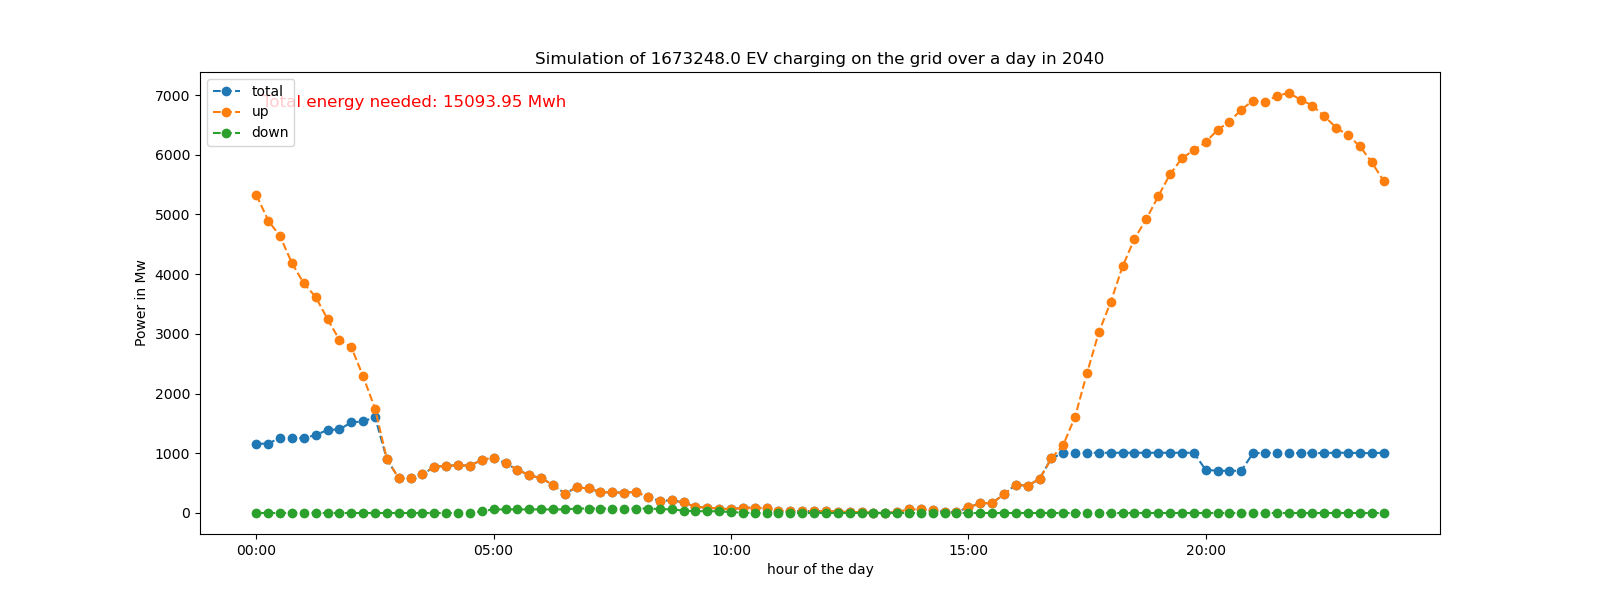 Simulation of 1673248.0 EV charging on the grid over a day in 2040
Total energy needed: 15093.95 Mwh
total
up
down
Power in Mw
7000
6000
5000
4000
3000
2000
1000
0
00:00
05:00
10:00
15:00
20:00
hour of the day